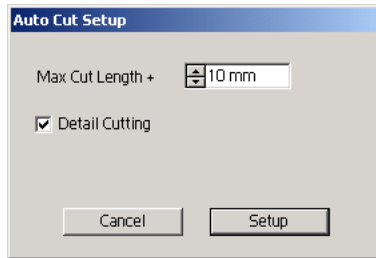 Auto Cut Setup
Max Cut Length + 10 mm
Detail Cutting
Cancel Setup